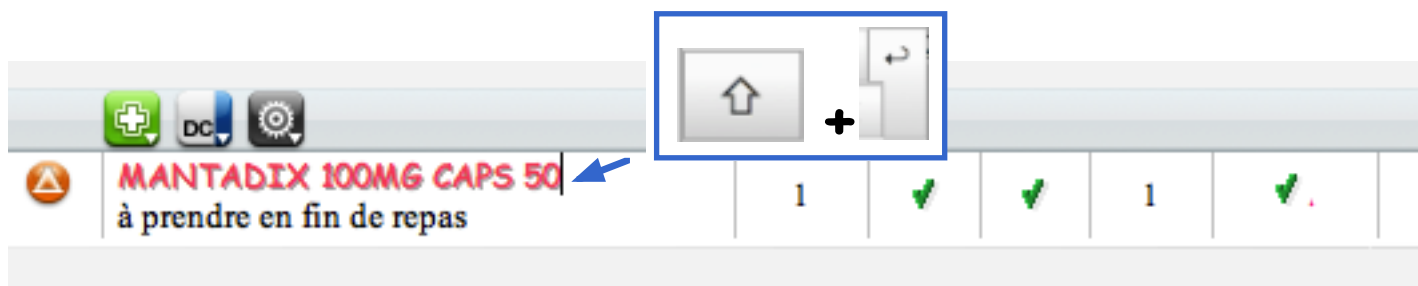 +
DC
MANTADIX 100MG CAPS 50
1
1
à prendre en fin de repas